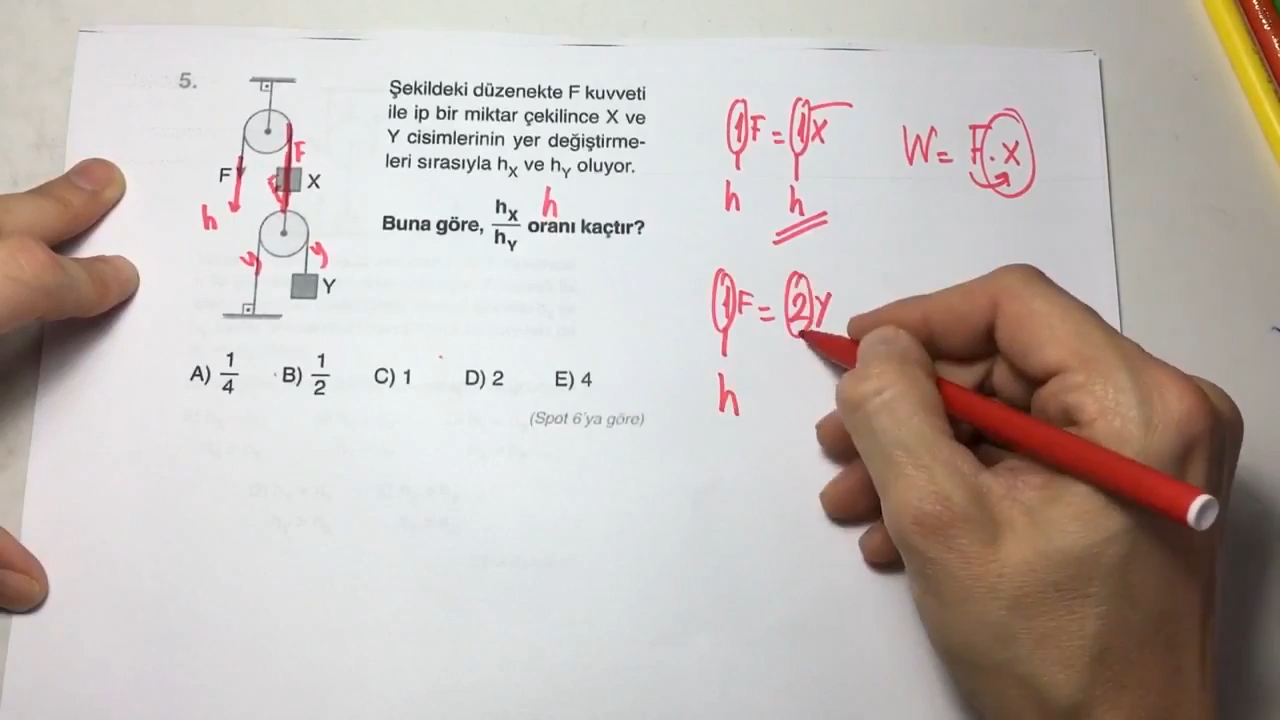 5.
Şekildeki düzenekte F kuvveti
ile ip bir miktar çekilince X ve
Y cisimlerinin yer değiştirme-
leri sırasıyla hX ve hY oluyor.
Buna göre, hX/hY oranı kaçtır?
h
F
F
X
h
y
y
Y
A) 1/4 B) 1/2 C) 1 D) 2 E) 4
(Spot 6'ya göre)
1F = 1X
h h
W = F.x
1F = 2Y
h